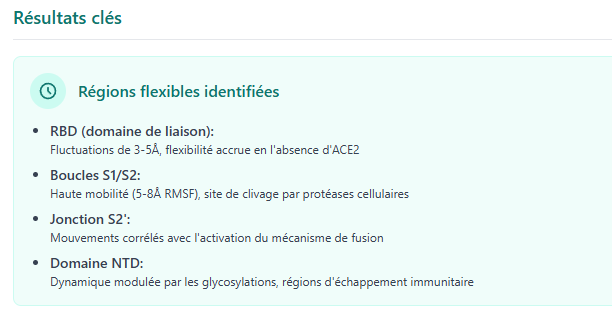 Résultats clés
Régions flexibles identifiées
RBD (domaine de liaison):
Fluctuations de 3-5Å, flexibilité accrue en l'absence d'ACE2
Boucles S1/S2:
Haute mobilité (5-8Å RMSF), site de clivage par protéases cellulaires
Jonction S2':
Mouvements corrélés avec l'activation du mécanisme de fusion
Domaine NTD:
Dynamique modulée par les glycosylations, régions d'échappement immunitaire